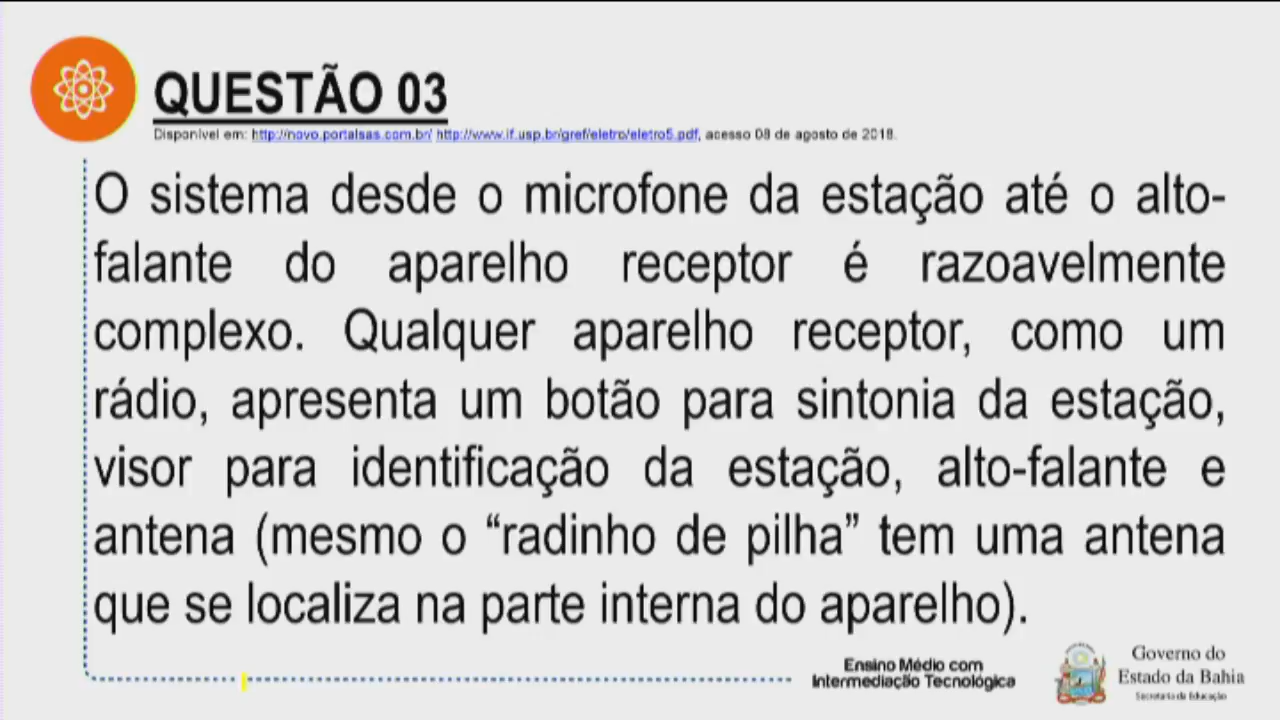 QUESTÃO 03
Disponível em: http://novo.portalsas.com.br/ http://www.if.usp.br/gref/eletro/eletro5.pdf, acesso 08 de agosto de 2018.
O sistema desde o microfone da estação até o alto-
falante do aparelho receptor é razoavelmente
complexo. Qualquer aparelho receptor, como um
rádio, apresenta um botão para sintonia da estação,
visor para identificação da estação, alto-falante e
antena (mesmo o “radinho de pilha” tem uma antena
que se localiza na parte interna do aparelho).
Ensino Médio com
Intermediação Tecnológica
Governo do
Estado da Bahia
Secretaria da Educação